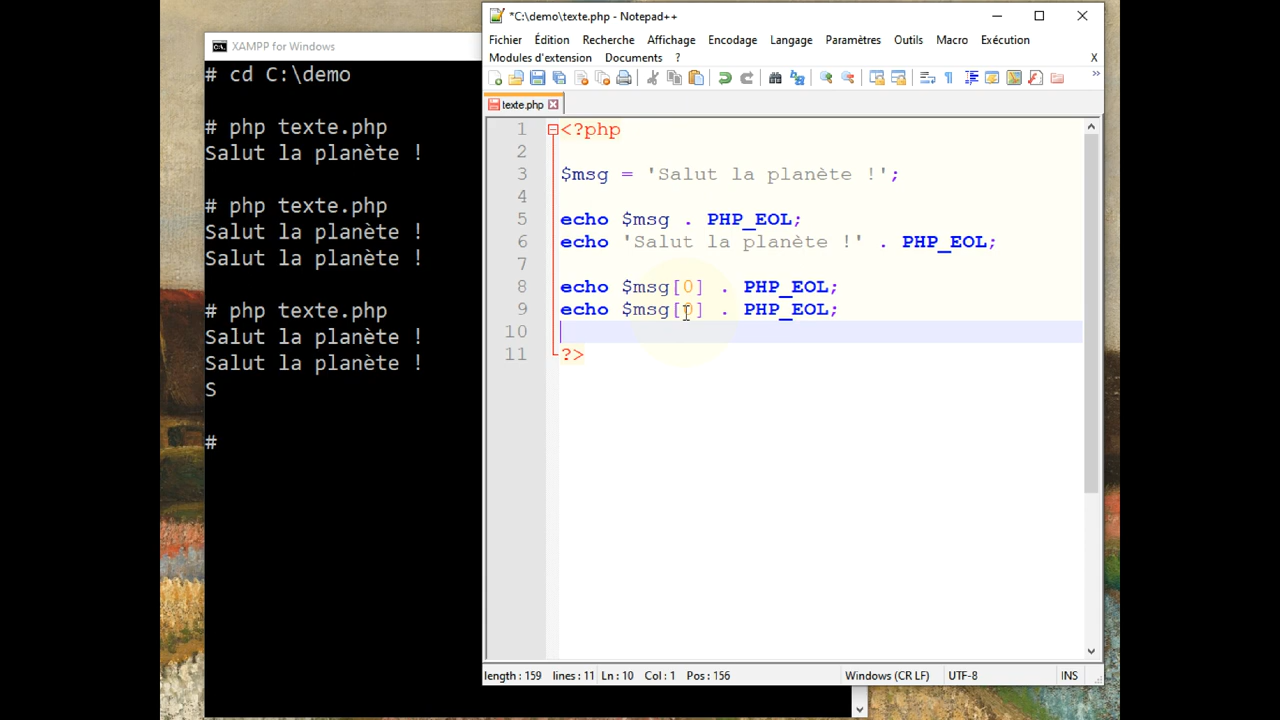 XAMPP for Windows
# cd C:\demo
# php texte.php
Salut la planète !
# php texte.php
Salut la planète !
Salut la planète !
# php texte.php
Salut la planète !
Salut la planète !
S
#
*C:\demo\texte.php - Notepad++
Fichier Édition Recherche Affichage Encodage Langage Paramètres Outils Macro Exécution
Modules d'extension Documents ? X
texte.php
1 <?php
2
3 $msg = 'Salut la planète !';
4
5 echo $msg . PHP_EOL;
6 echo 'Salut la planète !' . PHP_EOL;
7
8 echo $msg[0] . PHP_EOL;
9 echo $msg[0] . PHP_EOL;
10
11 ?>
length : 159 lines : 11 Ln : 10 Col : 1 Pos : 156 Windows (CR LF) UTF-8 INS